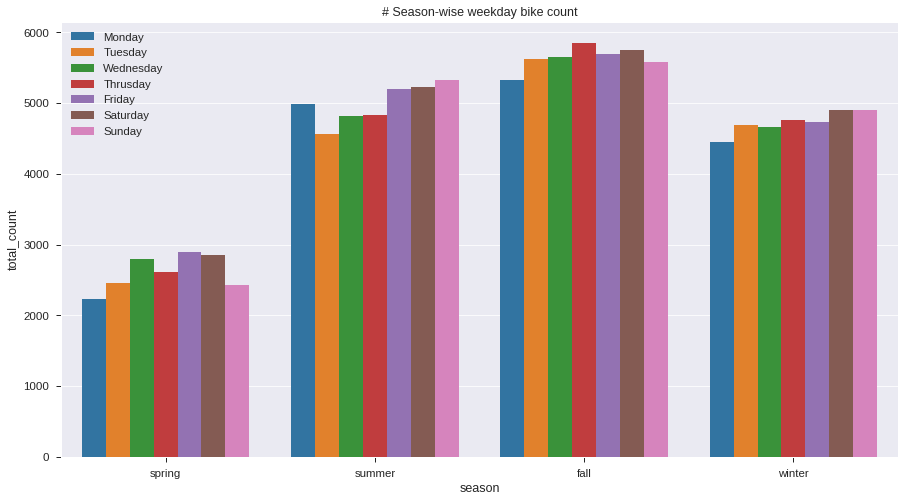 # Season-wise weekday bike count
6000
5000
4000
3000
2000
1000
0
total_count
Monday
Tuesday
Wednesday
Thrusday
Friday
Saturday
Sunday
spring
summer
fall
winter
season